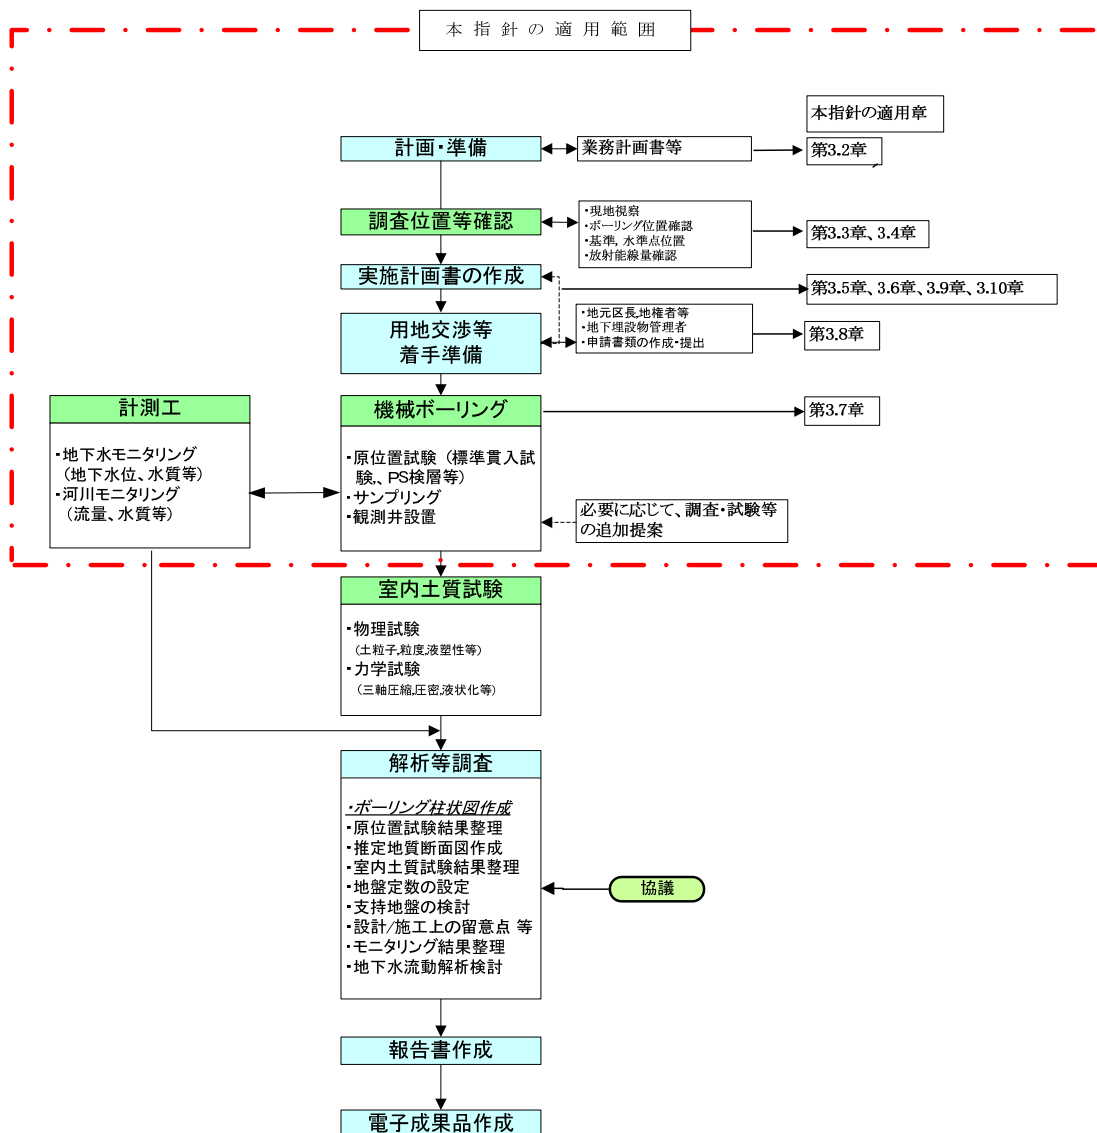 本 指 針 の 適 用 範 囲
本指針の適用章
計画・準備
業務計画書等
第3.2章
調査位置等確認
・現地視察
・ボーリング位置確認
・基準, 水準点位置
・放射能線量確認
第3.3章、3.4章
実施計画書の作成
第3.5章、3.6章、3.9章、3.10章
用地交渉等
着手準備
・地元区長,地権者等
・地下埋設物管理者
・申請書類の作成・提出
第3.8章
計測工
・地下水モニタリング
（地下水位、水質等）
・河川モニタリング
（流量、水質等）
機械ボーリング
第3.7章
・原位置試験（標準貫入試
験,、PS検層等）
・サンプリング
・観測井設置
必要に応じて、調査・試験等
の追加提案
室内土質試験
・物理試験
（土粒子,粒度,液塑性等）
・力学試験
（三軸圧縮,圧密,液状化等）
解析等調査
・ボーリング柱状図作成
・原位置試験結果整理
・推定地質断面図作成
・室内土質試験結果整理
・地盤定数の設定
・支持地盤の検討
・設計/施工上の留意点 等
・モニタリング結果整理
・地下水流動解析検討
協議
報告書作成
電子成果品作成